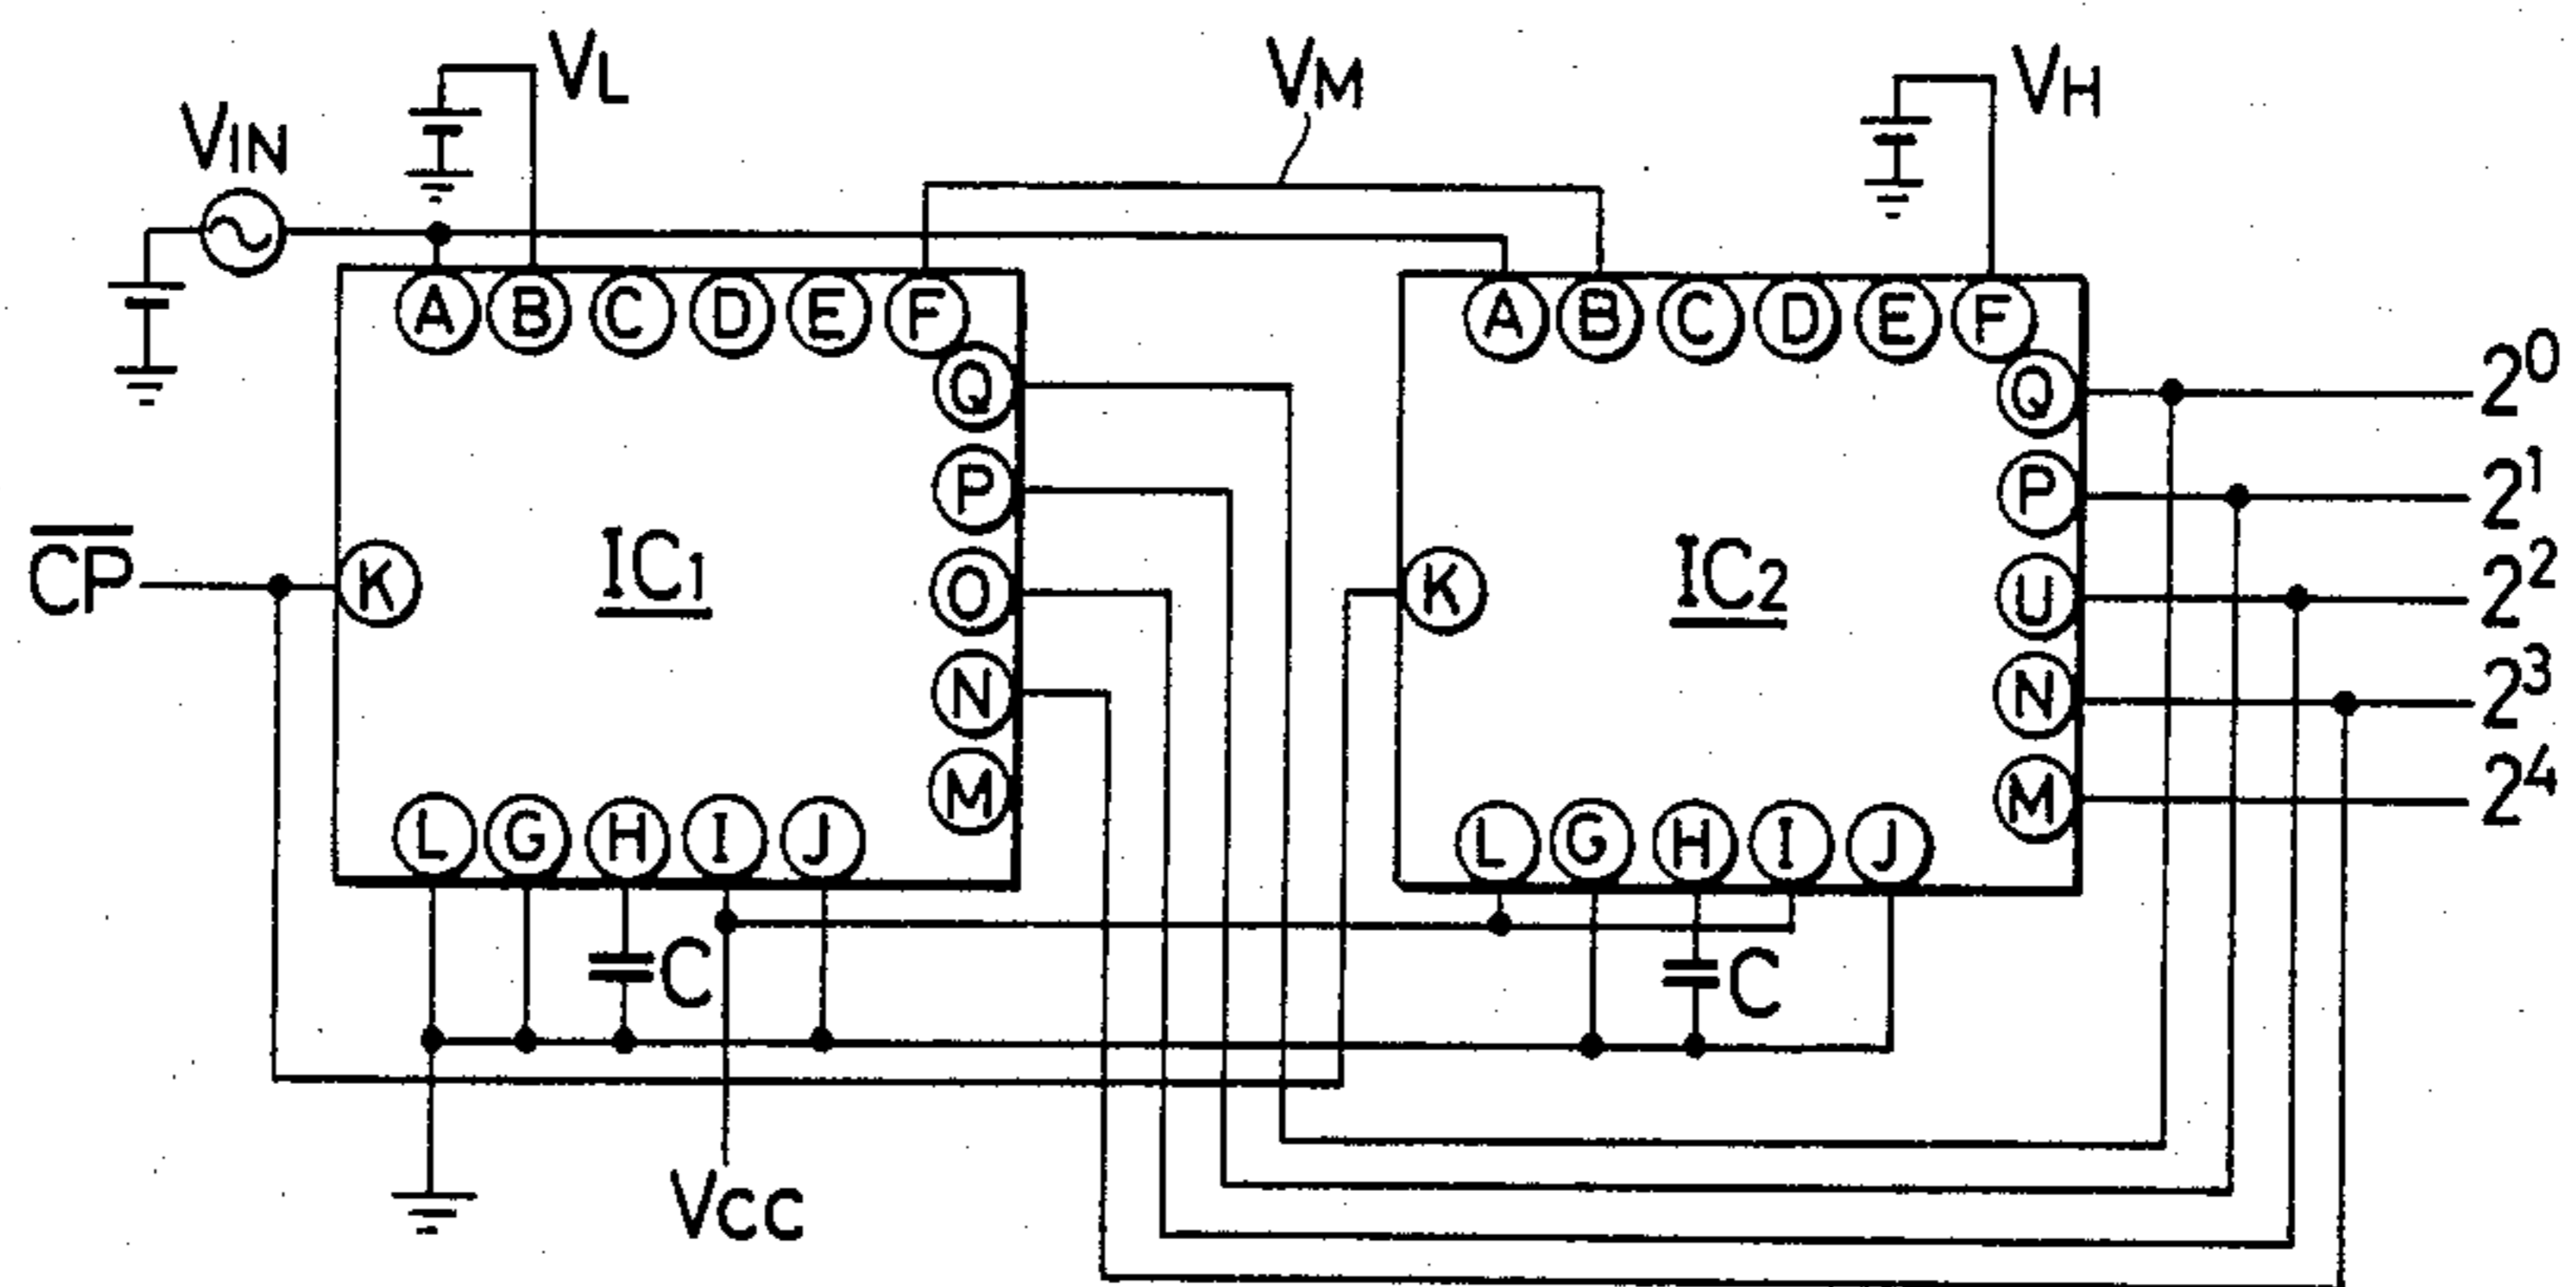 VL
VM
VH
VIN
A B C D E F
A B C D E F
Q
Q
2⁰
P
P
2¹
CP
K
IC1
O
K
IC2
U
2²
N
N
2³
M
M
2⁴
L G H I J
L G H I J
C
C
VCC